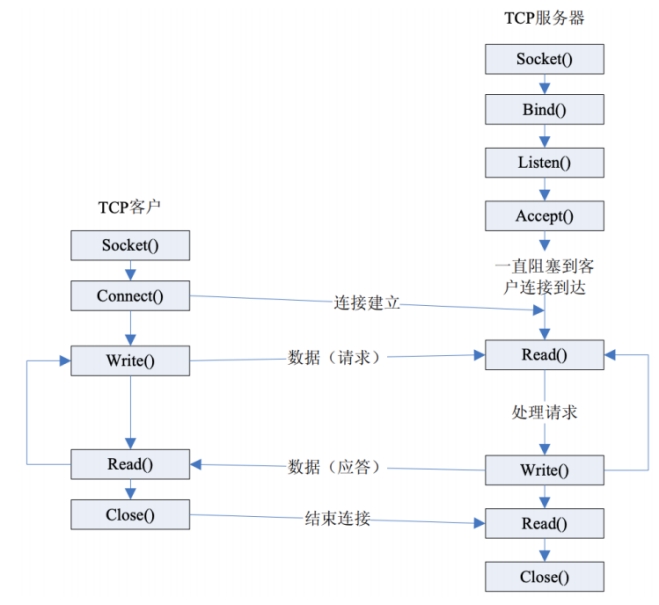 TCP服务器
Socket()
Bind()
Listen()
Accept()
一直阻塞到客
户连接到达
TCP客户
Socket()
Connect()
连接建立
Write()
数据（请求）
Read()
处理请求
Read()
数据（应答）
Write()
Close()
结束连接
Read()
Close()